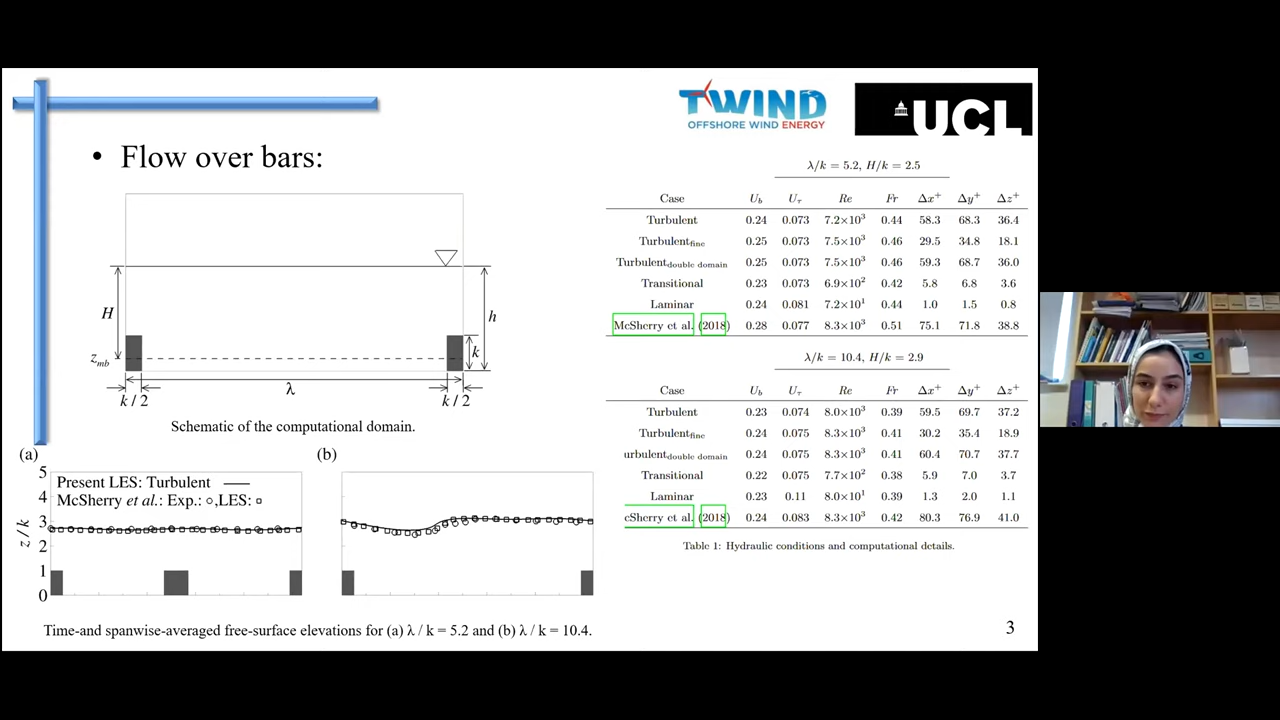 TWIND
OFFSHORE WIND ENERGY
UCL
• Flow over bars:
H
h
k
z_mb
λ
k / 2
k / 2
Schematic of the computational domain.
(a)
(b)
5
4
3
2
1
0
z / k
Present LES: Turbulent
McSherry et al.: Exp.: ○,LES: □
Time-and spanwise-averaged free-surface elevations for (a) λ / k = 5.2 and (b) λ / k = 10.4.
λ/k = 5.2, H/k = 2.5
Case U_b U_τ Re Fr Δx⁺ Δy⁺ Δz⁺
Turbulent 0.24 0.073 7.2×10³ 0.44 58.3 68.3 36.4
Turbulent_fine 0.25 0.073 7.5×10³ 0.46 29.5 34.8 18.1
Turbulent_double domain 0.25 0.073 7.5×10³ 0.46 59.3 68.7 36.0
Transitional 0.23 0.073 6.9×10² 0.42 5.8 6.8 3.6
Laminar 0.24 0.081 7.2×10¹ 0.44 1.0 1.5 0.8
McSherry et al. (2018) 0.28 0.077 8.3×10³ 0.51 75.1 71.8 38.8
λ/k = 10.4, H/k = 2.9
Case U_b U_τ Re Fr Δx⁺ Δy⁺ Δz⁺
Turbulent 0.23 0.074 8.0×10³ 0.39 59.5 69.7 37.2
Turbulent_fine 0.24 0.075 8.3×10³ 0.41 30.2 35.4 18.9
urbulent_double domain 0.24 0.075 8.3×10³ 0.41 60.4 70.7 37.7
Transitional 0.22 0.075 7.7×10² 0.38 5.9 7.0 3.7
Laminar 0.23 0.11 8.0×10¹ 0.39 1.3 2.0 1.1
cSherry et al. (2018) 0.24 0.083 8.3×10³ 0.42 80.3 76.9 41.0
Table 1: Hydraulic conditions and computational details.
3